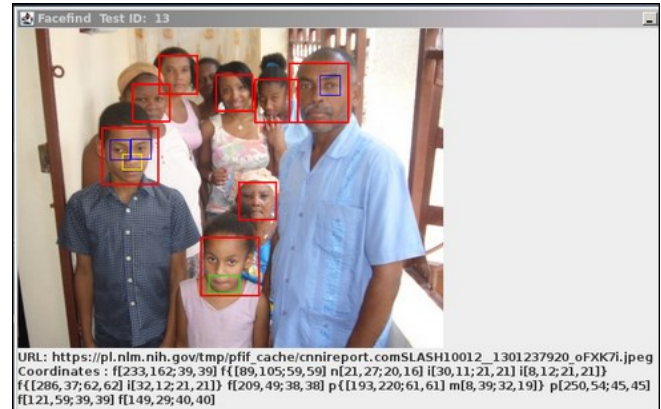 Facefind Test ID: 13
URL: https://pl.nlm.nih.gov/tmp/pfif_cache/cnnireport.comSLASH10012__1301237920_oFXK7i.jpeg
Coordinates : f[233,162;39,39] f{[89,105;59,59] n[21,27;20,16] i[30,11;21,21] i[8,12;21,21]}
f{[286,37;62,62] i[32,12;21,21]} f[209,49;38,38] p{[193,220;61,61] m[8,39;32,19]} p[250,54;45,45]
f[121,59;39,39] f[149,29;40,40]